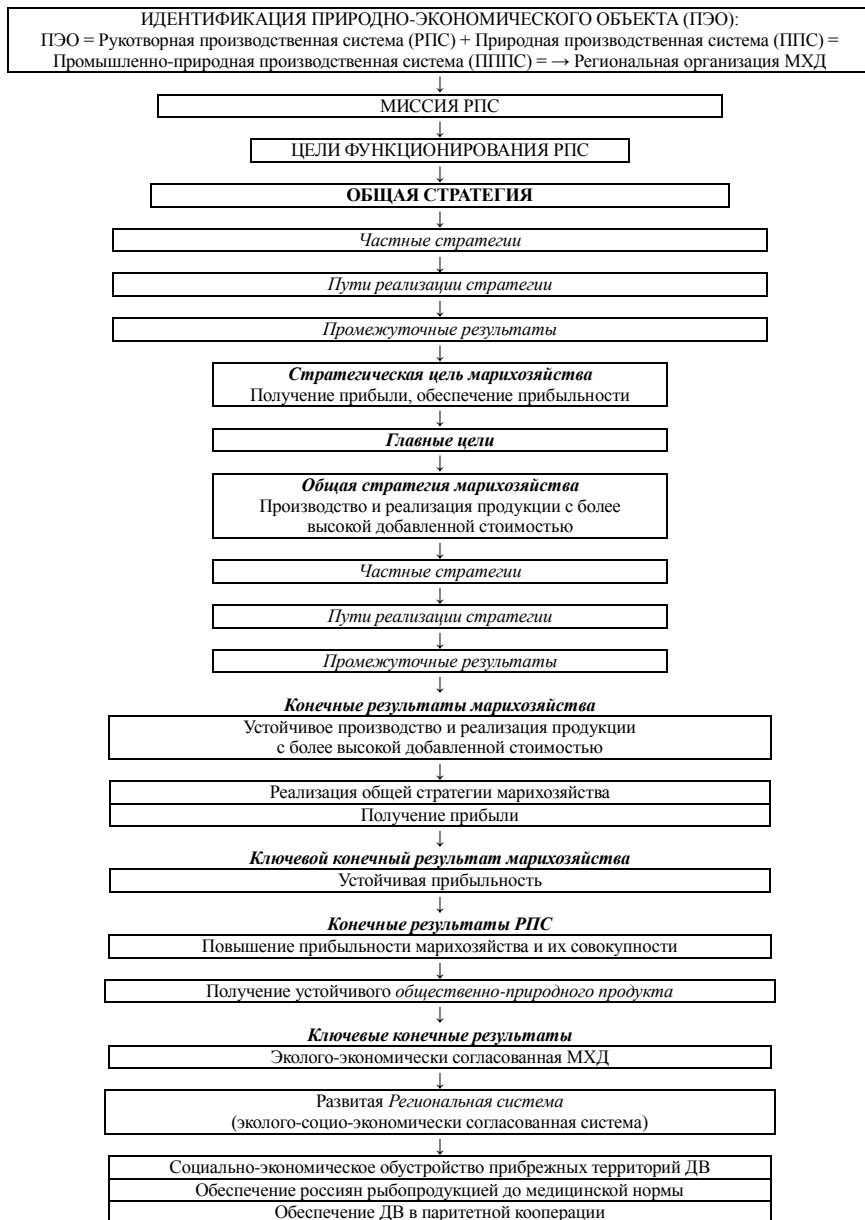 ИДЕНТИФИКАЦИЯ ПРИРОДНО-ЭКОНОМИЧЕСКОГО ОБЪЕКТА (ПЭО):
ПЭО = Рукотворная производственная система (РПС) + Природная производственная система (ППС) =
Промышленно-природная производственная система (ПППС) = → Региональная организация МХД
↓
МИССИЯ РПС
↓
ЦЕЛИ ФУНКЦИОНИРОВАНИЯ РПС
↓
ОБЩАЯ СТРАТЕГИЯ
↓
Частные стратегии
↓
Пути реализации стратегии
↓
Промежуточные результаты
↓
Стратегическая цель марихозяйства
Получение прибыли, обеспечение прибыльности
↓
Главные цели
↓
Общая стратегия марихозяйства
Производство и реализация продукции с более
высокой добавленной стоимостью
↓
Частные стратегии
↓
Пути реализации стратегии
↓
Промежуточные результаты
↓
Конечные результаты марихозяйства
Устойчивое производство и реализация продукции
с более высокой добавленной стоимостью
↓
Реализация общей стратегии марихозяйства
Получение прибыли
↓
Ключевой конечный результат марихозяйства
Устойчивая прибыльность
↓
Конечные результаты РПС
Повышение прибыльности марихозяйства и их совокупности
↓
Получение устойчивого общественно-природного продукта
↓
Ключевые конечные результаты
Эколого-экономически согласованная МХД
↓
Развитая Региональная система
(эколого-социо-экономически согласованная система)
↓
Социально-экономическое обустройство прибрежных территорий ДВ
Обеспечение россиян рыбопродукцией до медицинской нормы
Обеспечение ДВ в паритетной кооперации